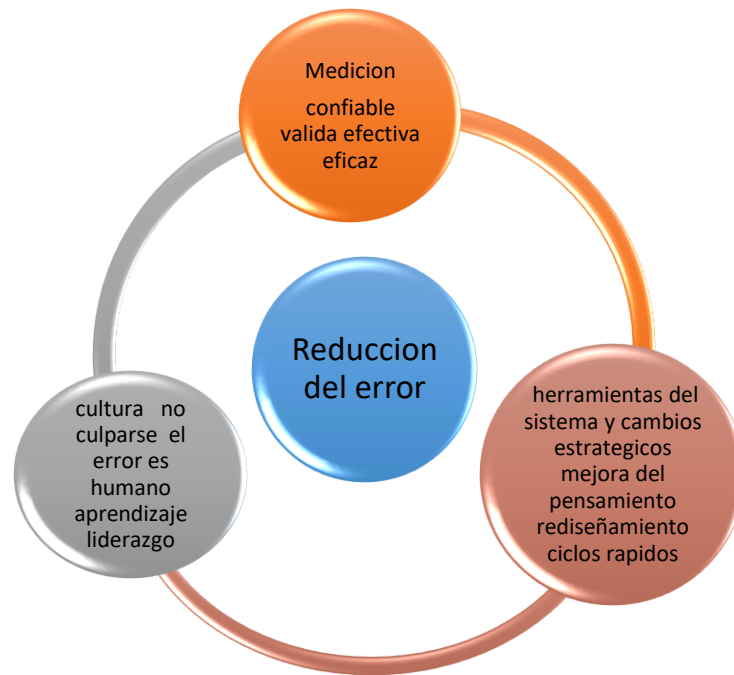 Medicion
confiable
valida efectiva
eficaz
Reduccion
del error
cultura no
culparse el
error es
humano
aprendizaje
liderazgo
herramientas del
sistema y cambios
estrategicos
mejora del
pensamiento
rediseñamiento
ciclos rapidos